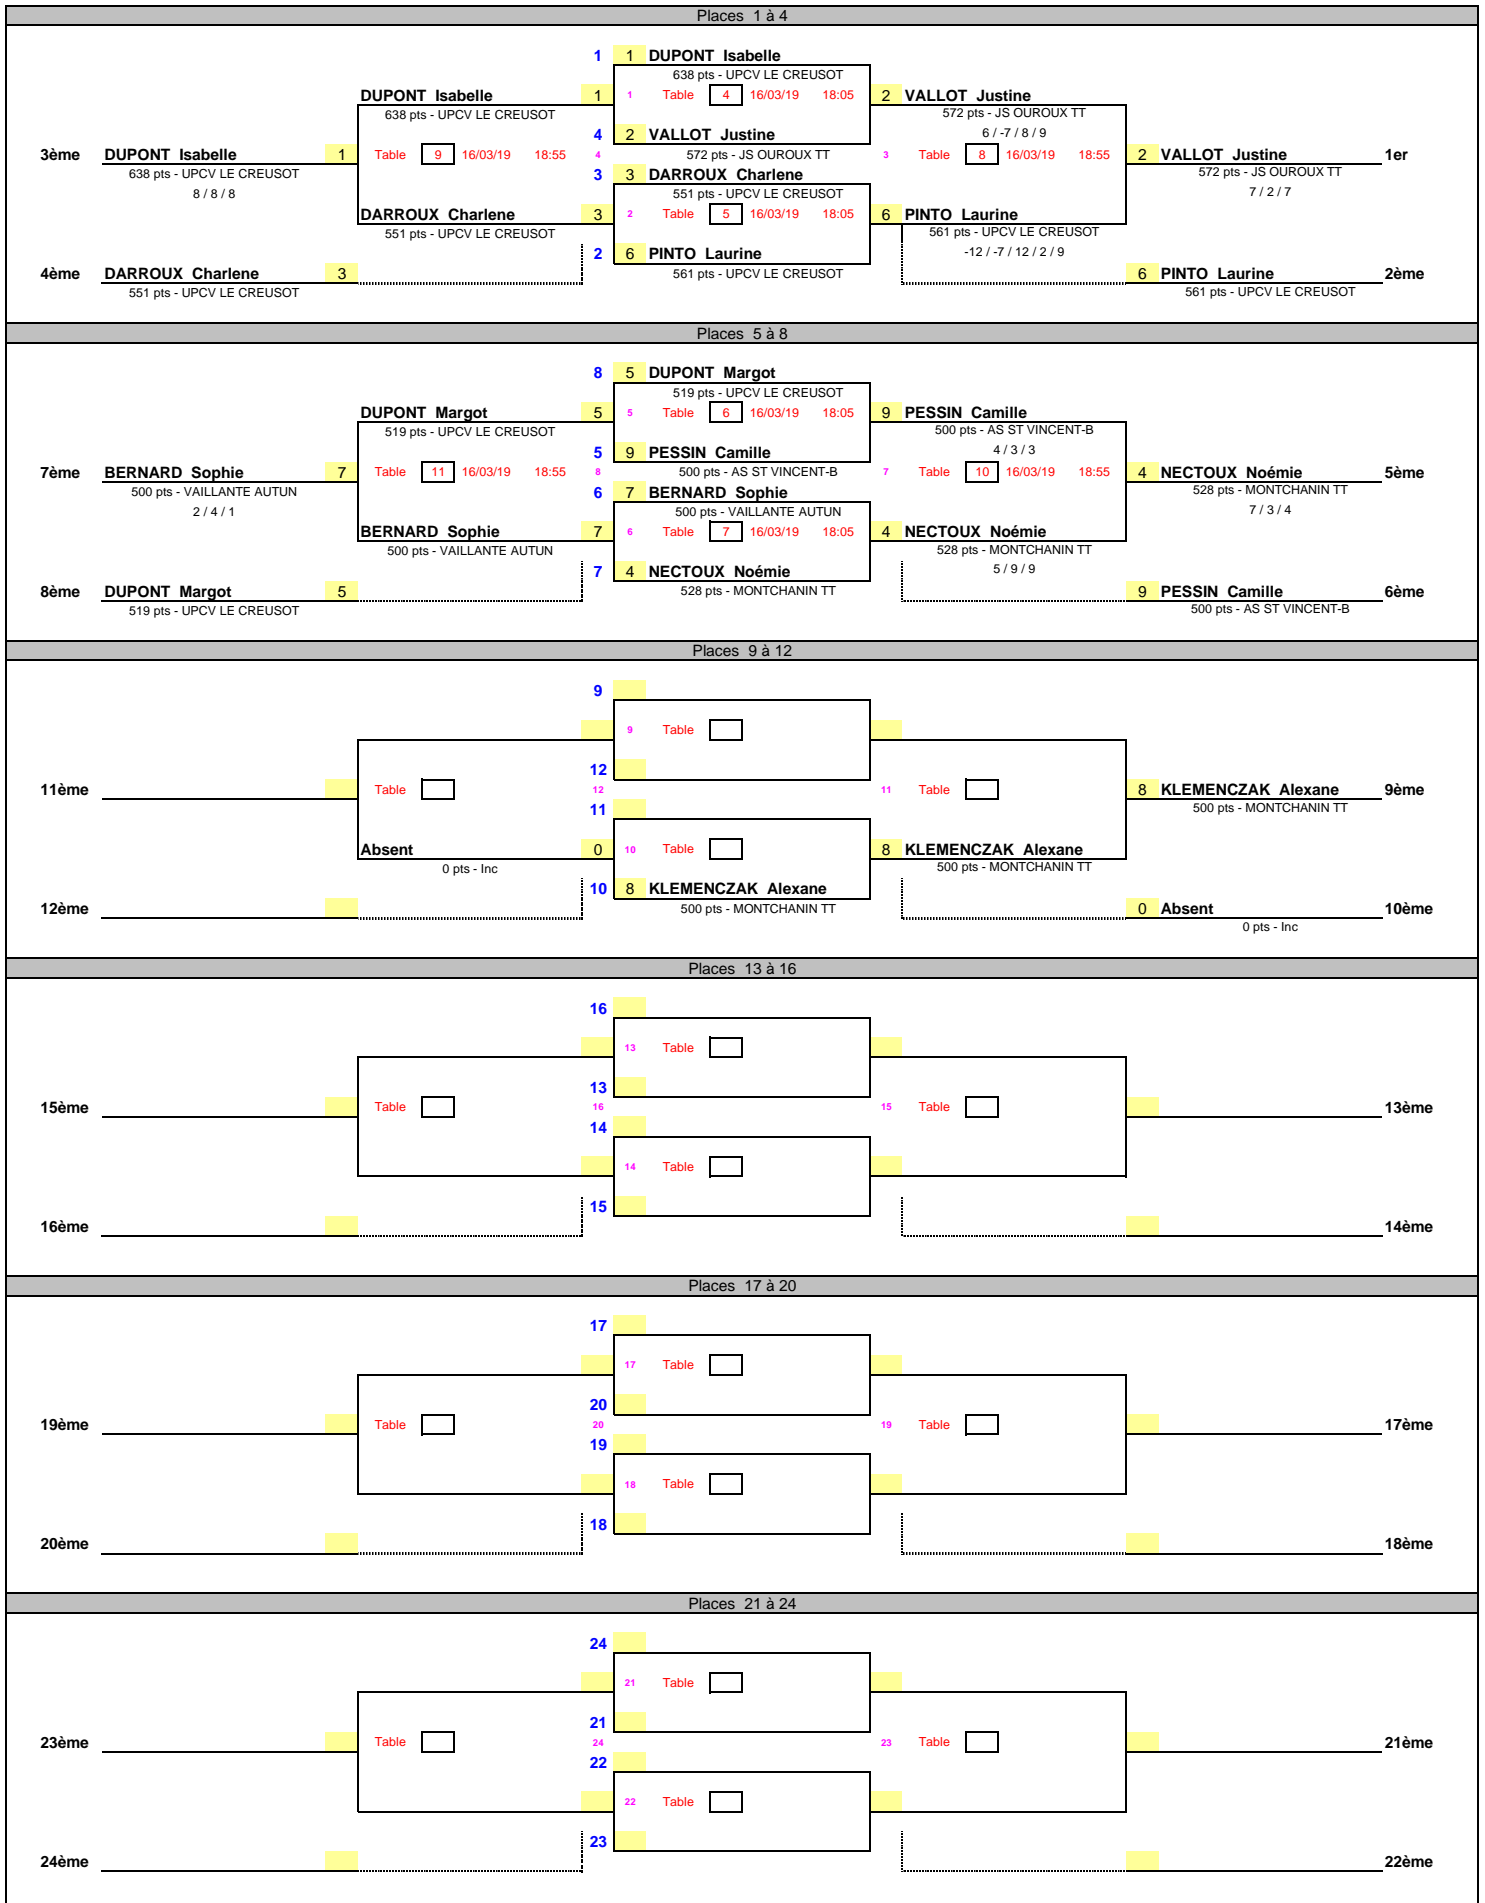 Places 1 à 4
1 1 DUPONT Isabelle
638 pts - UPCV LE CREUSOT
DUPONT Isabelle 1 1 Table 4 16/03/19 18:05 2 VALLOT Justine
638 pts - UPCV LE CREUSOT 572 pts - JS OUROUX TT
4 2 VALLOT Justine 6 / -7 / 8 / 9
3ème DUPONT Isabelle 1 Table 9 16/03/19 18:55 4 572 pts - JS OUROUX TT 3 Table 8 16/03/19 18:55 2 VALLOT Justine 1er
638 pts - UPCV LE CREUSOT 3 3 DARROUX Charlene 572 pts - JS OUROUX TT
8 / 8 / 8 551 pts - UPCV LE CREUSOT 7 / 2 / 7
DARROUX Charlene 3 2 Table 5 16/03/19 18:05 6 PINTO Laurine
551 pts - UPCV LE CREUSOT 561 pts - UPCV LE CREUSOT
2 6 PINTO Laurine -12 / -7 / 12 / 2 / 9
4ème DARROUX Charlene 3 561 pts - UPCV LE CREUSOT 6 PINTO Laurine 2ème
551 pts - UPCV LE CREUSOT 561 pts - UPCV LE CREUSOT
Places 5 à 8
8 5 DUPONT Margot
519 pts - UPCV LE CREUSOT
DUPONT Margot 5 5 Table 6 16/03/19 18:05 9 PESSIN Camille
519 pts - UPCV LE CREUSOT 500 pts - AS ST VINCENT-B
5 9 PESSIN Camille 4 / 3 / 3
7ème BERNARD Sophie 7 Table 11 16/03/19 18:55 8 500 pts - AS ST VINCENT-B 7 Table 10 16/03/19 18:55 4 NECTOUX Noémie 5ème
500 pts - VAILLANTE AUTUN 6 7 BERNARD Sophie 528 pts - MONTCHANIN TT
2 / 4 / 1 500 pts - VAILLANTE AUTUN 7 / 3 / 4
BERNARD Sophie 7 6 Table 7 16/03/19 18:05 4 NECTOUX Noémie
500 pts - VAILLANTE AUTUN 528 pts - MONTCHANIN TT
7 4 NECTOUX Noémie 5 / 9 / 9
8ème DUPONT Margot 5 528 pts - MONTCHANIN TT 9 PESSIN Camille 6ème
519 pts - UPCV LE CREUSOT 500 pts - AS ST VINCENT-B
Places 9 à 12
9
9 Table
12
11ème Table 12 11 Table 8 KLEMENCZAK Alexane 9ème
11 500 pts - MONTCHANIN TT
Absent 0 10 Table 8 KLEMENCZAK Alexane
0 pts - Inc 500 pts - MONTCHANIN TT
10 8 KLEMENCZAK Alexane
12ème 500 pts - MONTCHANIN TT 0 Absent 10ème
0 pts - Inc
Places 13 à 16
16
13 Table
13
15ème Table 16 15 Table 13ème
14
14 Table
15
16ème 14ème
Places 17 à 20
17
17 Table
20
19ème Table 20 19 Table 17ème
19
18 Table
18
20ème 18ème
Places 21 à 24
24
21 Table
21
23ème Table 24 23 Table 21ème
22
22 Table
23
24ème 22ème